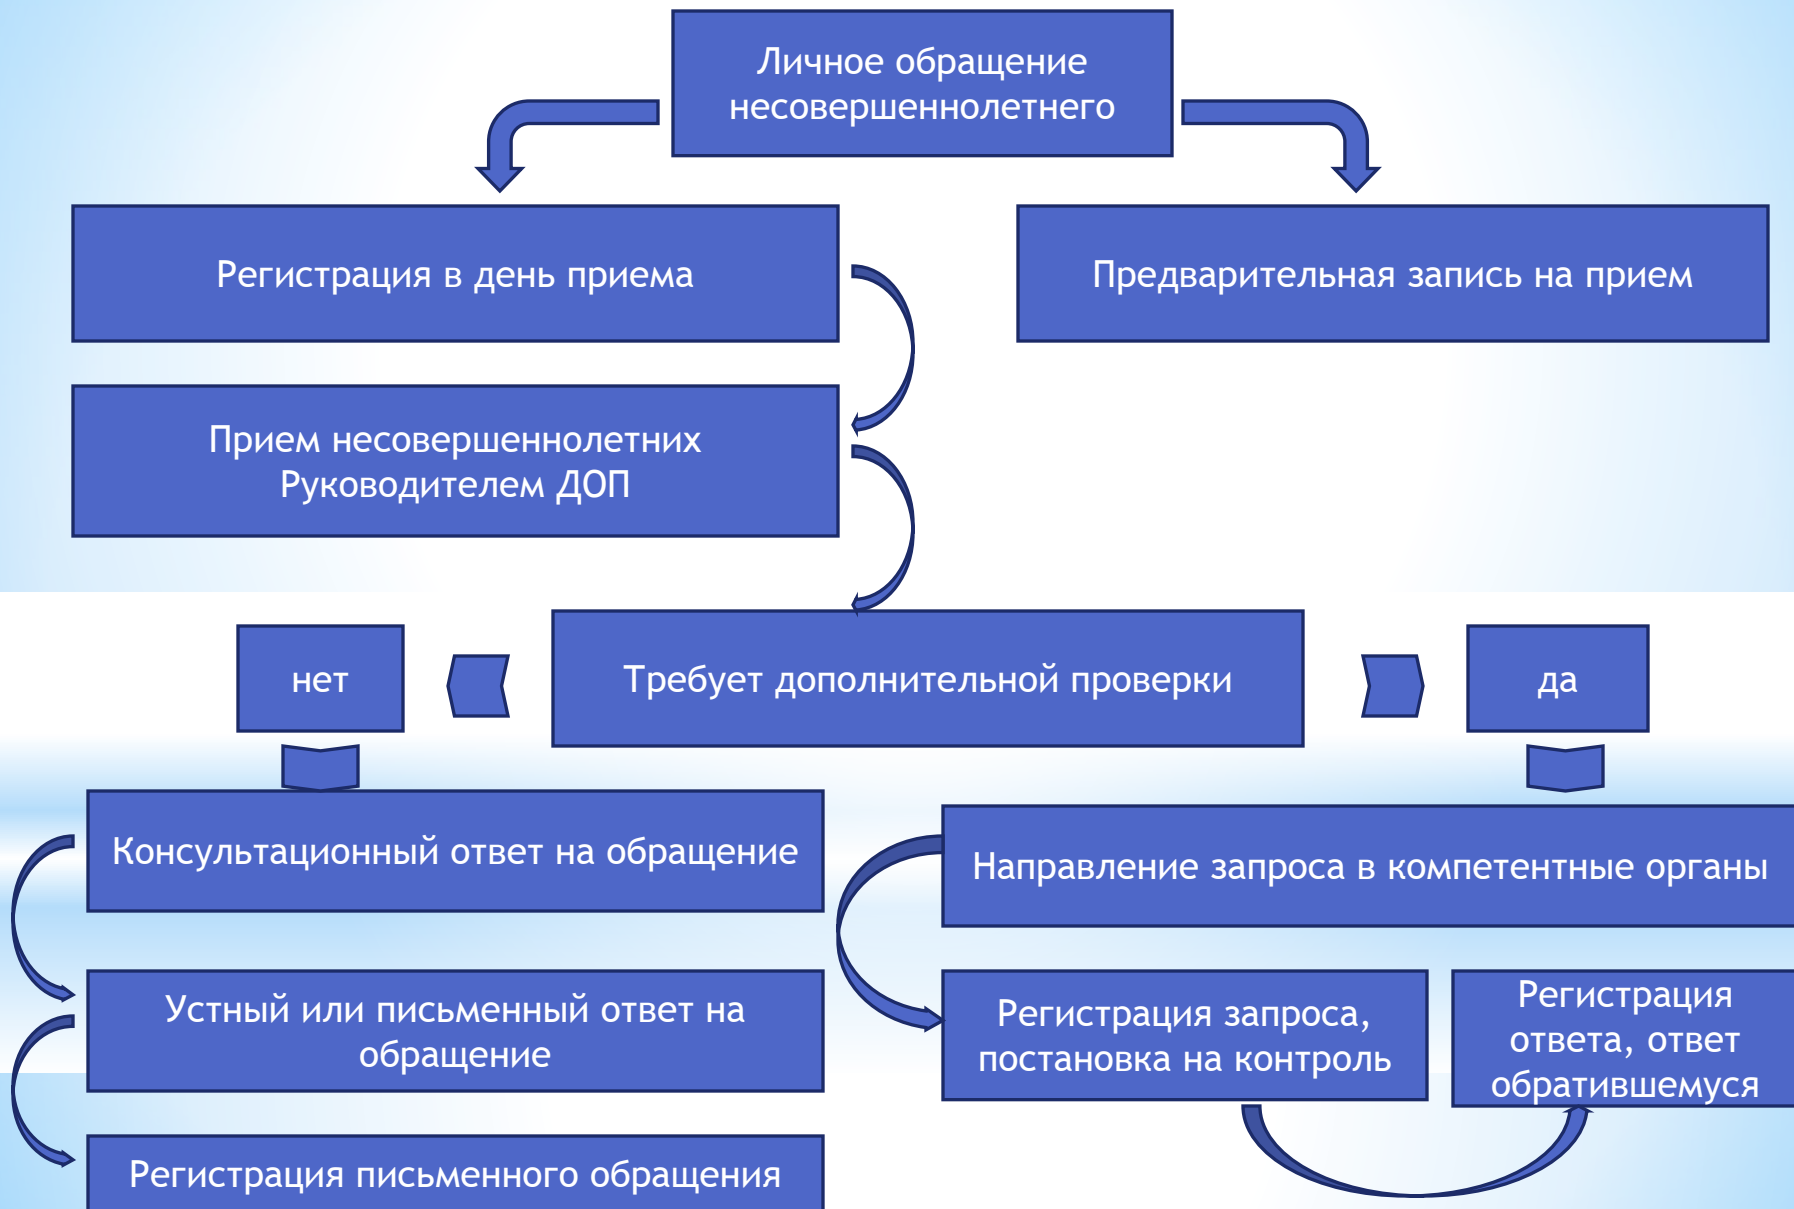 Личное обращение
несовершеннолетнего
Регистрация в день приема
Предварительная запись на прием
Прием несовершеннолетних
Руководителем ДОП
нет
Требует дополнительной проверки
да
Консультационный ответ на обращение
Направление запроса в компетентные органы
Устный или письменный ответ на
обращение
Регистрация запроса,
постановка на контроль
Регистрация
ответа, ответ
обратившемуся
Регистрация письменного обращения